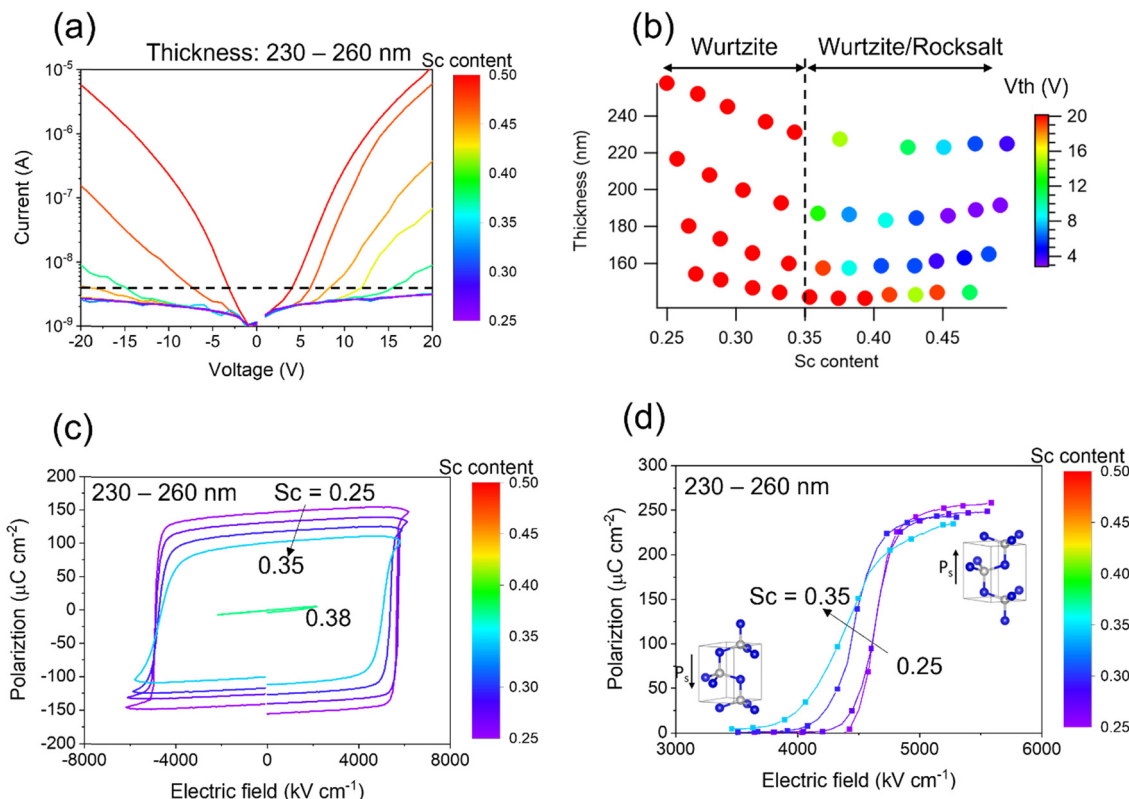 (a)
Thickness: 230 – 260 nm
Sc content
10-5
10-6
10-7
10-8
10-9
Current (A)
-20 -15 -10 -5 0 5 10 15 20
Voltage (V)
0.50
0.45
0.40
0.35
0.30
0.25
(b)
Wurtzite Wurtzite/Rocksalt
Vth (V)
240
220
200
180
160
Thickness (nm)
0.25 0.30 0.35 0.40 0.45
Sc content
20
16
12
8
4
(c)
Sc content
230 – 260 nm
Sc = 0.25
0.35
0.38
200
150
100
50
0
-50
-100
-150
-200
Polariztion (μC cm-2)
-8000 -4000 0 4000 8000
Electric field (kV cm-1)
0.50
0.45
0.40
0.35
0.30
0.25
(d)
Sc content
230 – 260 nm
Sc = 0.35
0.25
Ps
Ps
300
250
200
150
100
50
0
Polariztion (μC cm-2)
3000 4000 5000 6000
Electric field (kV cm-1)
0.50
0.45
0.40
0.35
0.30
0.25